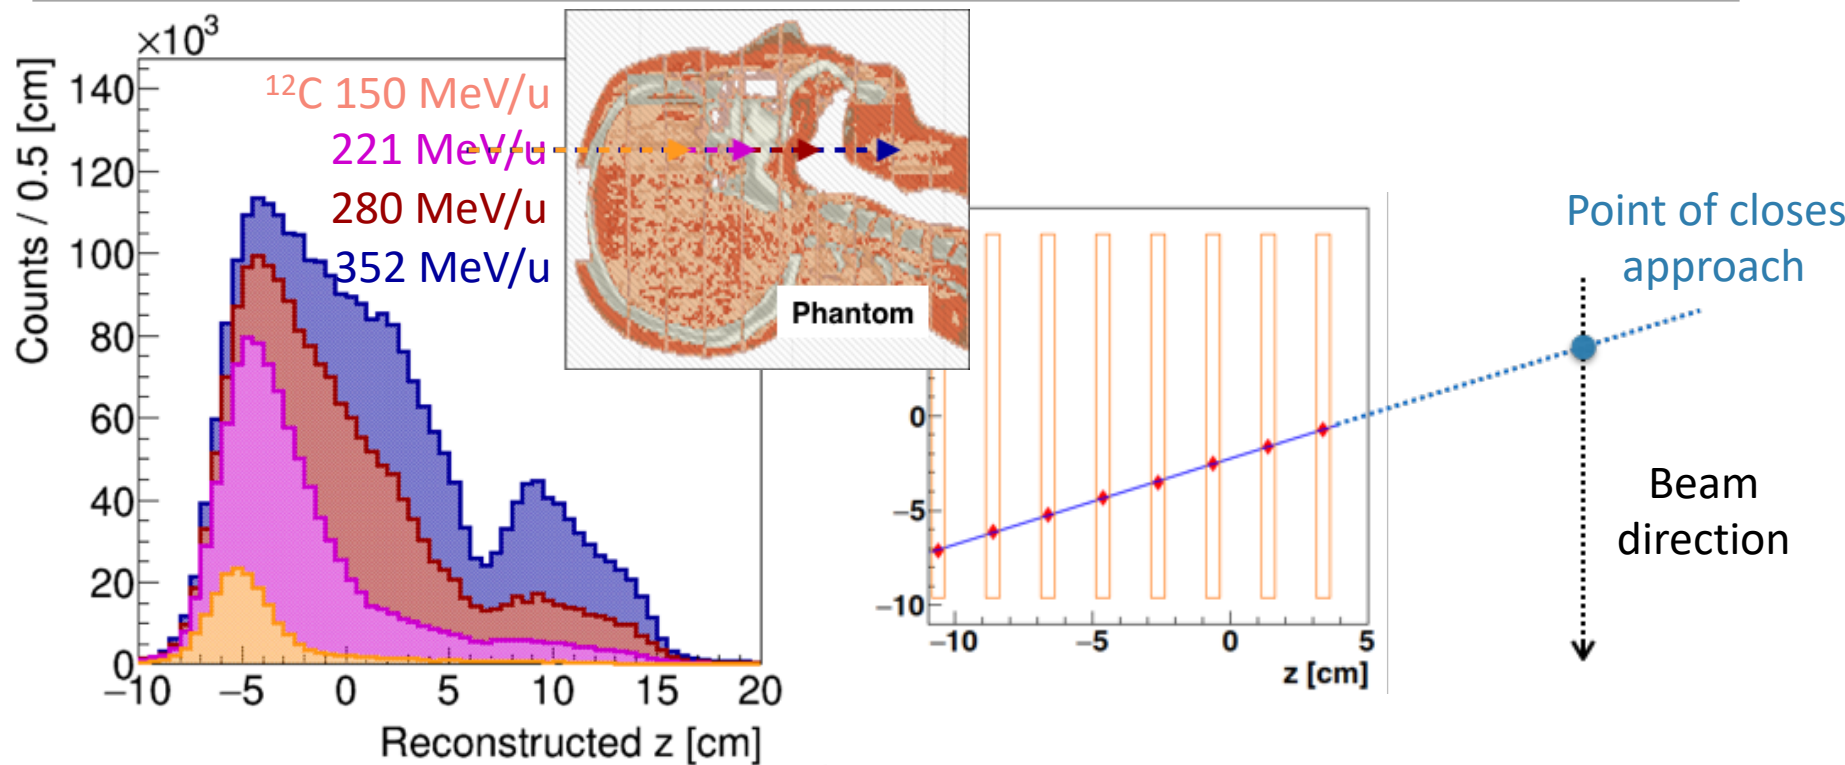 ×10³
Counts / 0.5 [cm]
140
120
100
80
60
40
20
0
−10
−5
0
5
10
15
20
Reconstructed z [cm]
¹²C 150 MeV/u
221 MeV/u
280 MeV/u
352 MeV/u
Phantom
0
−5
−10
−10
−5
0
5
z [cm]
Point of closes
approach
Beam
direction